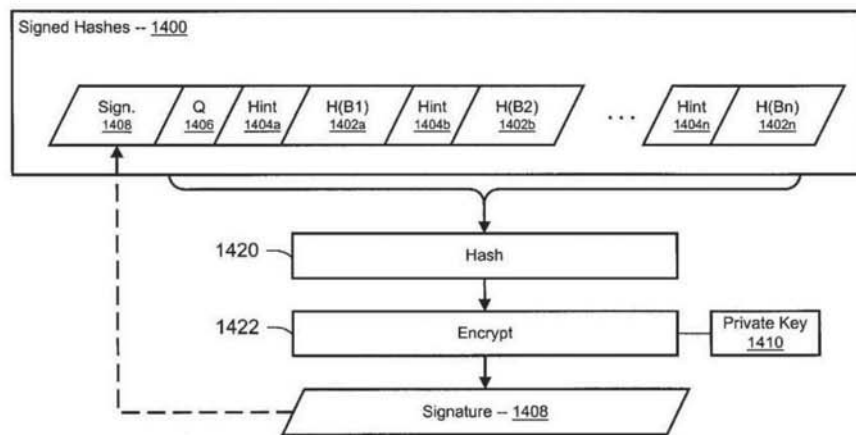 Signed Hashes -- 1400
Sign. Q Hint H(B1) Hint H(B2) ... Hint H(Bn)
1408 1406 1404a 1402a 1404b 1402b 1404n 1402n
1420 Hash
1422 Encrypt Private Key
1410
Signature -- 1408